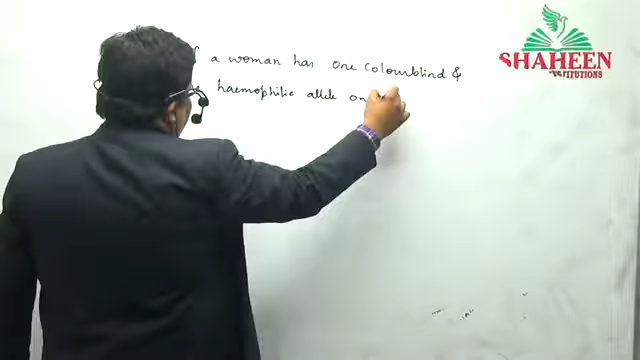 a woman has one colourblind &
haemophilic allele on
SHAHEEN
INSTITUTIONS